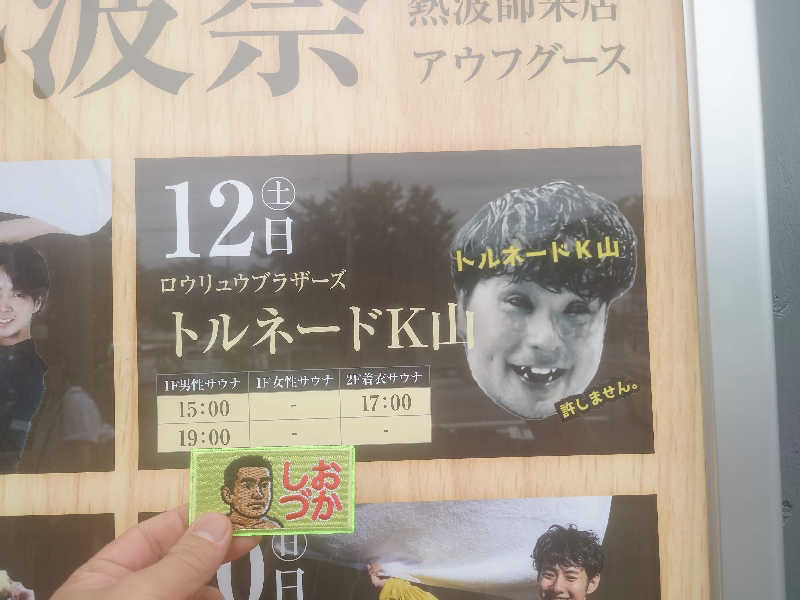 波祭
熱波師来店
アウフグース
12日
土
ロウリュウブラザーズ
トルネードK山
トルネードK山
許しません。
1F男性サウナ 1F女性サウナ 2F着衣サウナ
15:00 - 17:00
19:00 - -
おか
しづ
0日
日